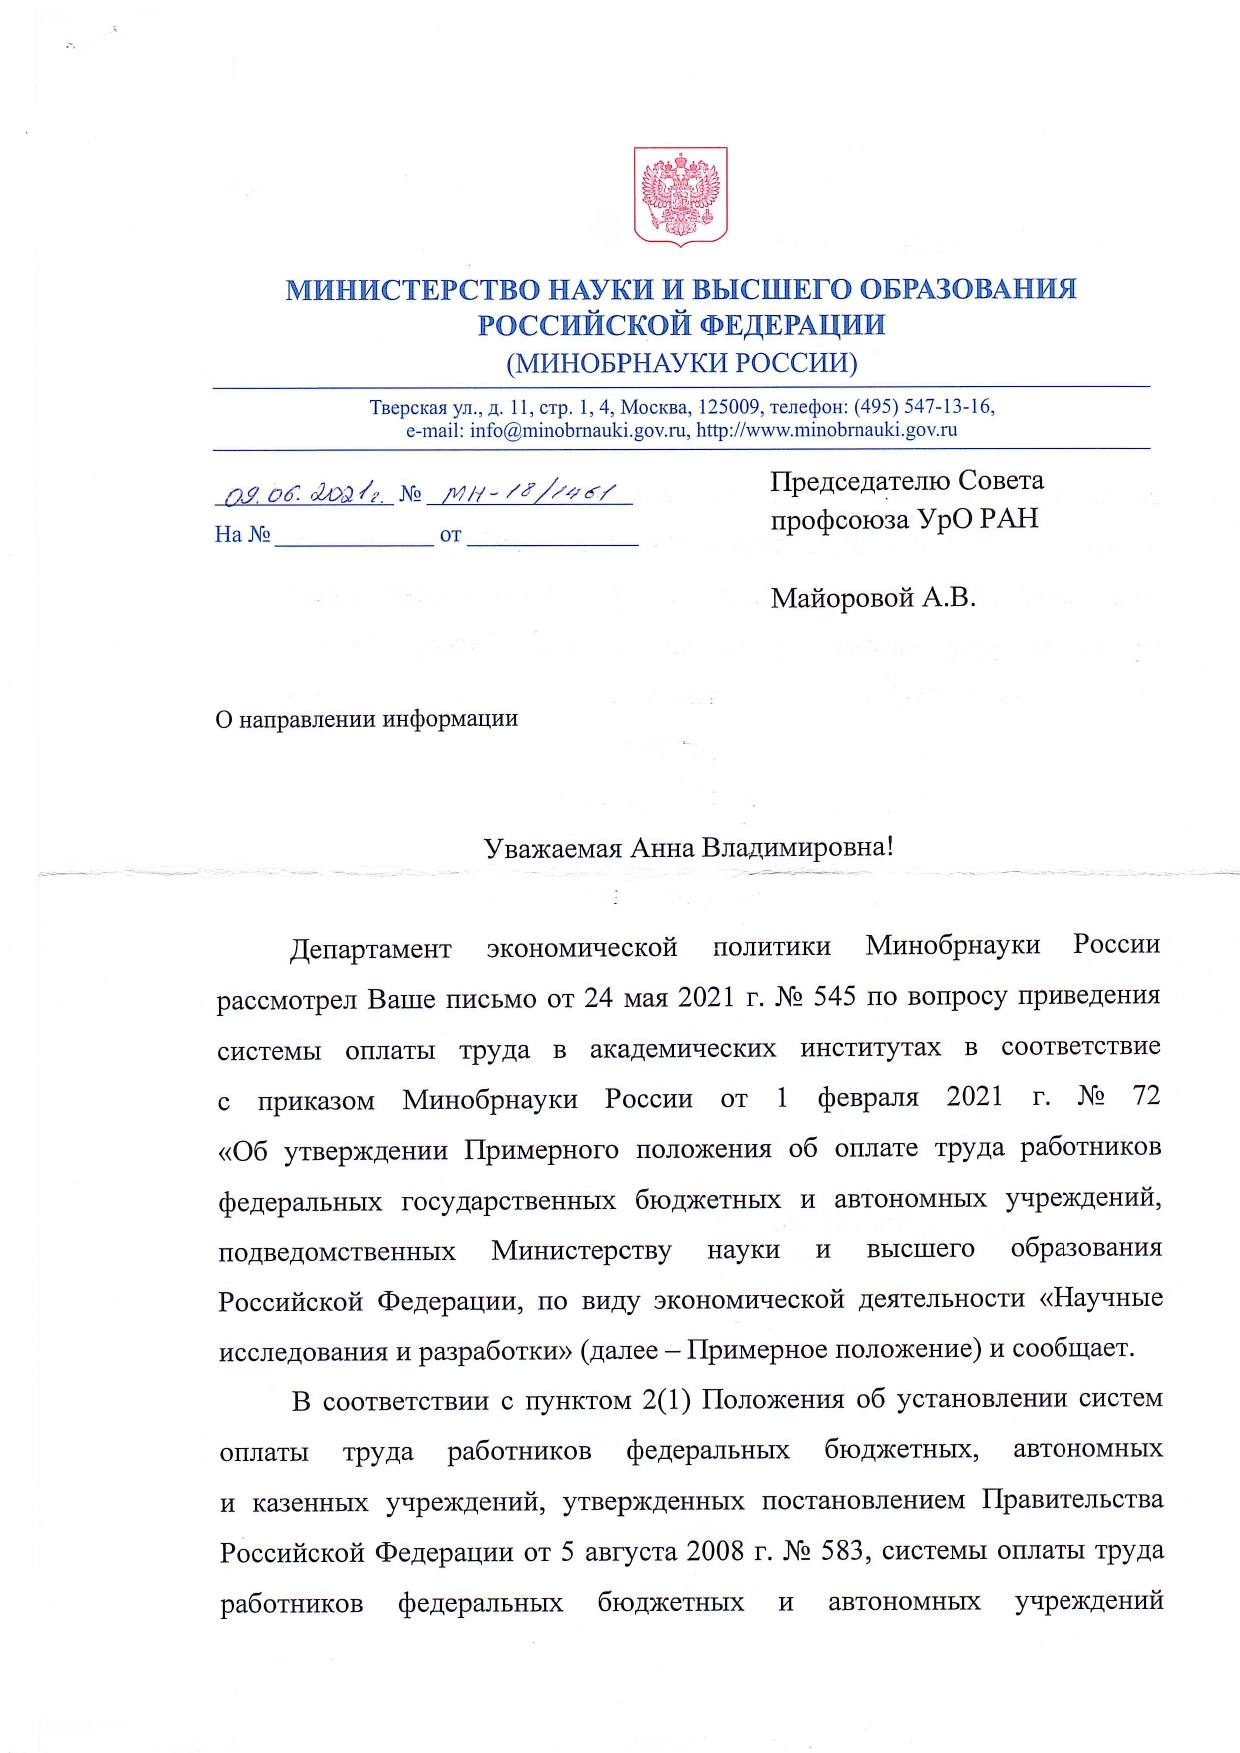 МИНИСТЕРСТВО НАУКИ И ВЫСШЕГО ОБРАЗОВАНИЯ
РОССИЙСКОЙ ФЕДЕРАЦИИ
(МИНОБРНАУКИ РОССИИ)
Тверская ул., д. 11, стр. 1, 4, Москва, 125009, телефон: (495) 547-13-16,
e-mail: info@minobrnauki.gov.ru, http://www.minobrnauki.gov.ru
09.06.2021г. № МН-18/1461
На № от
Председателю Совета
профсоюза УрО РАН
Майоровой А.В.
О направлении информации
Уважаемая Анна Владимировна!
Департамент экономической политики Минобрнауки России
рассмотрел Ваше письмо от 24 мая 2021 г. № 545 по вопросу приведения
системы оплаты труда в академических институтах в соответствие
с приказом Минобрнауки России от 1 февраля 2021 г. № 72
«Об утверждении Примерного положения об оплате труда работников
федеральных государственных бюджетных и автономных учреждений,
подведомственных Министерству науки и высшего образования
Российской Федерации, по виду экономической деятельности «Научные
исследования и разработки» (далее – Примерное положение) и сообщает.
В соответствии с пунктом 2(1) Положения об установлении систем
оплаты труда работников федеральных бюджетных, автономных
и казенных учреждений, утвержденных постановлением Правительства
Российской Федерации от 5 августа 2008 г. № 583, системы оплаты труда
работников федеральных бюджетных и автономных учреждений